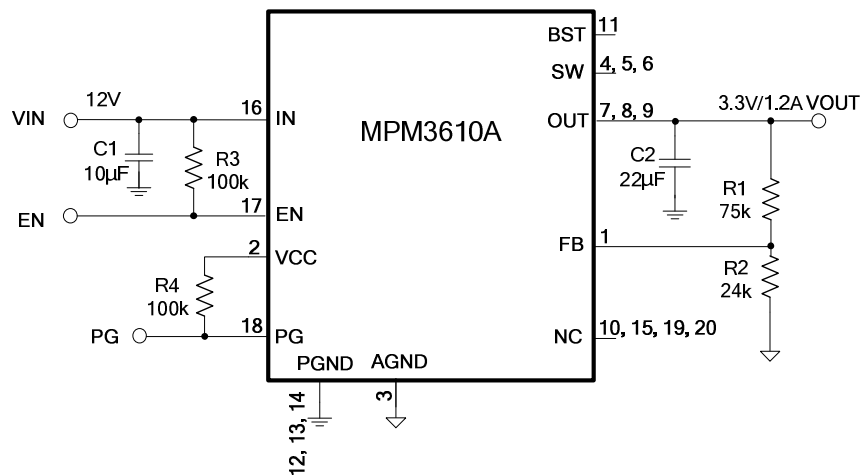 BST
11
SW
4, 5, 6
VIN
12V
16
IN
MPM3610A
OUT
7, 8, 9
3.3V/1.2A VOUT
C1
10µF
R3
100k
C2
22µF
R1
75k
EN
17
EN
2
VCC
FB
1
R2
24k
R4
100k
PG
18
PG
NC
10, 15, 19, 20
PGND
AGND
12, 13, 14
3